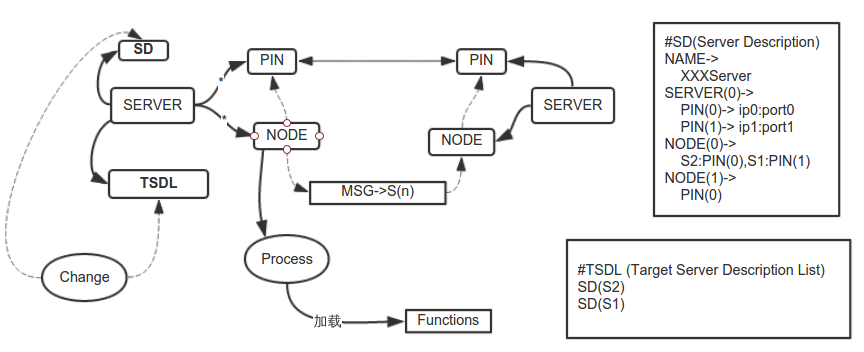 SD
PIN
PIN
SERVER
*
*
SERVER
NODE
NODE
TSDL
MSG->S(n)
Change
Process
加载
Functions
#SD(Server Description)
NAME->
XXXServer
SERVER(0)->
PIN(0)-> ip0:port0
PIN(1)-> ip1:port1
NODE(0)->
S2:PIN(0),S1:PIN(1)
NODE(1)->
PIN(0)
#TSDL (Target Server Description List)
SD(S2)
SD(S1)